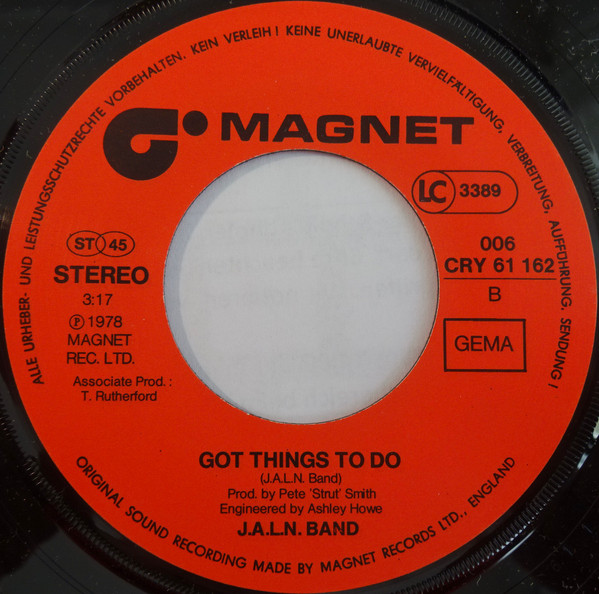 ALLE URHEBER- UND LEISTUNGSSCHUTZRECHTE VORBEHALTEN. KEIN VERLEIH! KEINE UNERLAUBTE VERVIELFÄLTIGUNG, VERBREITUNG, AUFFÜHRUNG, SENDUNG!
MAGNET
LC 3389
ST 45
STEREO
3:17
℗ 1978
MAGNET
REC. LTD.
Associate Prod.:
T. Rutherford
006
CRY 61 162
B
GEMA
GOT THINGS TO DO
(J.A.L.N. Band)
Prod. by Pete 'Strut' Smith
Engineered by Ashley Howe
J.A.L.N. BAND
ORIGINAL SOUND RECORDING MADE BY MAGNET RECORDS LTD., ENGLAND